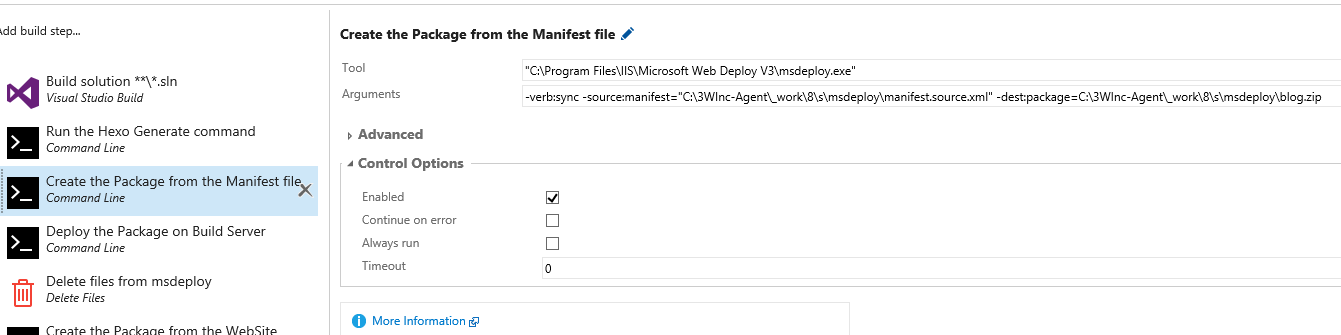 Add build step...
Build solution **\*.sln
Visual Studio Build
Run the Hexo Generate command
Command Line
Create the Package from the Manifest file
Command Line
Deploy the Package on Build Server
Command Line
Delete files from msdeploy
Delete Files
Create the Package from the WebSite
Create the Package from the Manifest file
Tool "C:\Program Files\IIS\Microsoft Web Deploy V3\msdeploy.exe"
Arguments -verb:sync -source:manifest="C:\3WInc-Agent\_work\8\s\msdeploy\manifest.source.xml" -dest:package=C:\3WInc-Agent\_work\8\s\msdeploy\blog.zip
Advanced
Control Options
Enabled
Continue on error
Always run
Timeout 0
More Information